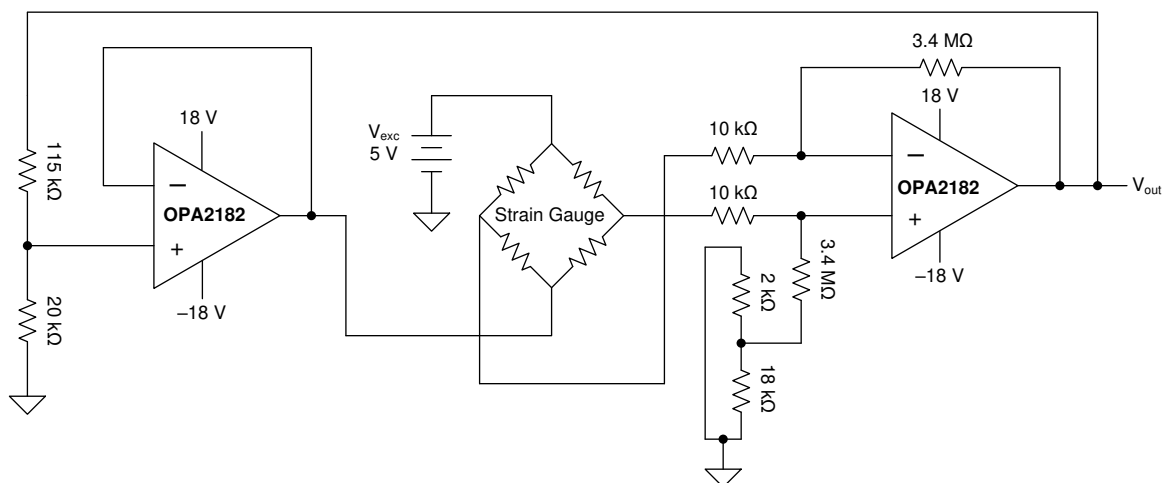 115 kΩ
20 kΩ
18 V
OPA2182
–18 V
Vexc
5 V
Strain Gauge
10 kΩ
10 kΩ
3.4 MΩ
18 V
OPA2182
–18 V
Vout
3.4 MΩ
2 kΩ
18 kΩ